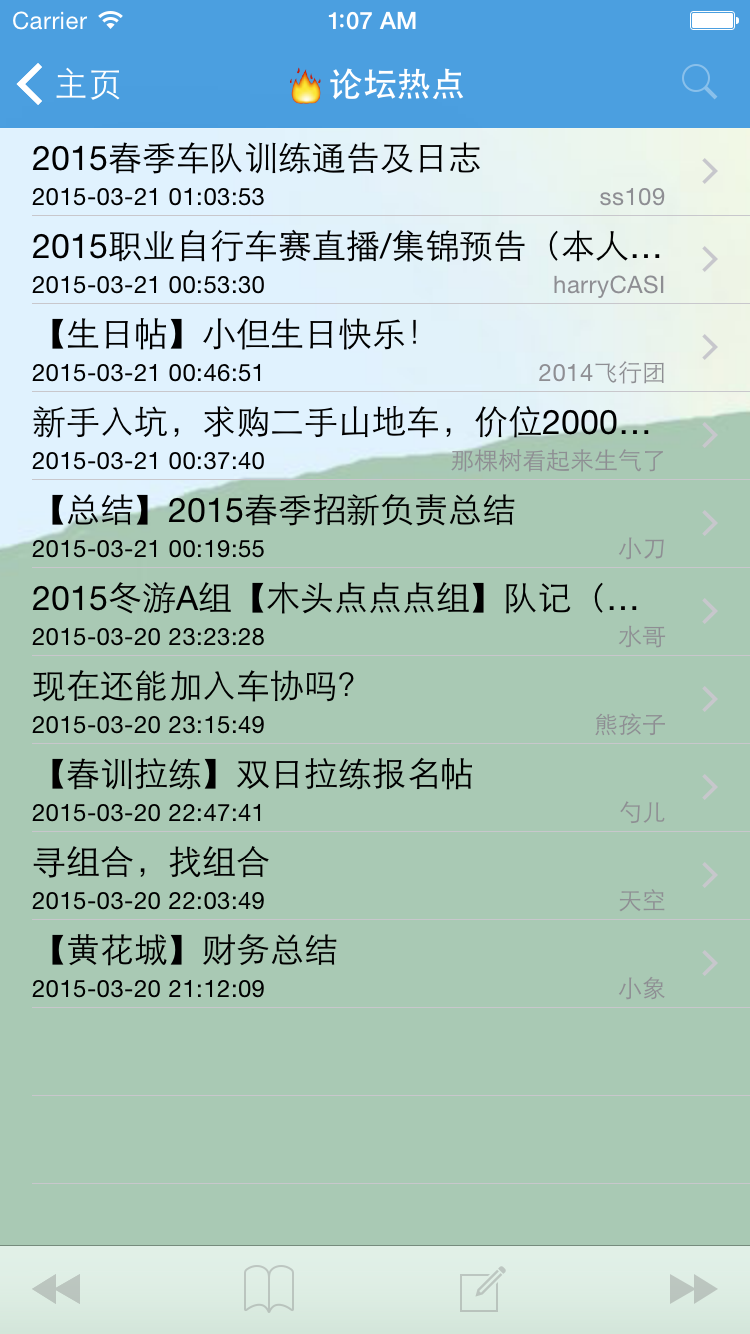 Carrier 1:07 AM
主页 🔥论坛热点
2015春季车队训练通告及日志
2015-03-21 01:03:53 ss109
2015职业自行车赛直播/集锦预告（本人…
2015-03-21 00:53:30 harryCASI
【生日帖】小但生日快乐！
2015-03-21 00:46:51 2014飞行团
新手入坑，求购二手山地车，价位2000…
2015-03-21 00:37:40 那棵树看起来生气了
【总结】2015春季招新负责总结
2015-03-21 00:19:55 小刀
2015冬游A组【木头点点点组】队记（…
2015-03-20 23:23:28 水哥
现在还能加入车协吗？
2015-03-20 23:15:49 熊孩子
【春训拉练】双日拉练报名帖
2015-03-20 22:47:41 勺儿
寻组合，找组合
2015-03-20 22:03:49 天空
【黄花城】财务总结
2015-03-20 21:12:09 小象